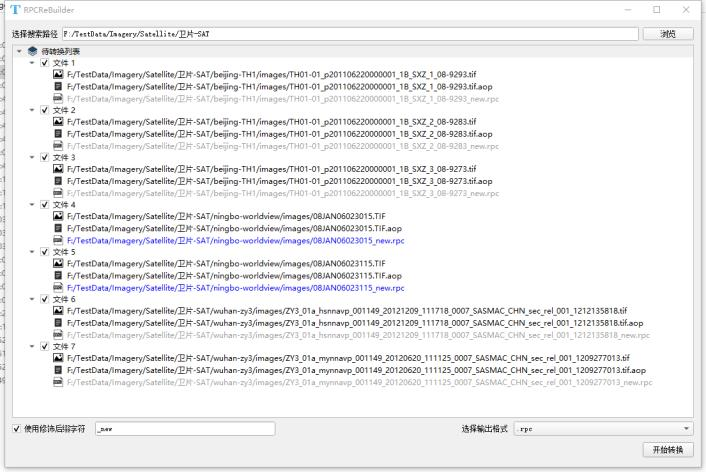 RPCReBuilder
选择搜索路径 F:/TestData/Imagery/Satellite/卫片-SAT 浏览
待转换列表
文件 1
F:/TestData/Imagery/Satellite/卫片-SAT/beijing-TH1/images/TH01-01_p201106220000001_1B_SXZ_1_08-9293.tif
F:/TestData/Imagery/Satellite/卫片-SAT/beijing-TH1/images/TH01-01_p201106220000001_1B_SXZ_1_08-9293.tif.aop
F:/TestData/Imagery/Satellite/卫片-SAT/beijing-TH1/images/TH01-01_p201106220000001_1B_SXZ_1_08-9293_new.rpc
文件 2
F:/TestData/Imagery/Satellite/卫片-SAT/beijing-TH1/images/TH01-01_p201106220000001_1B_SXZ_2_08-9283.tif
F:/TestData/Imagery/Satellite/卫片-SAT/beijing-TH1/images/TH01-01_p201106220000001_1B_SXZ_2_08-9283.tif.aop
F:/TestData/Imagery/Satellite/卫片-SAT/beijing-TH1/images/TH01-01_p201106220000001_1B_SXZ_2_08-9283_new.rpc
文件 3
F:/TestData/Imagery/Satellite/卫片-SAT/beijing-TH1/images/TH01-01_p201106220000001_1B_SXZ_3_08-9273.tif
F:/TestData/Imagery/Satellite/卫片-SAT/beijing-TH1/images/TH01-01_p201106220000001_1B_SXZ_3_08-9273.tif.aop
F:/TestData/Imagery/Satellite/卫片-SAT/beijing-TH1/images/TH01-01_p201106220000001_1B_SXZ_3_08-9273_new.rpc
文件 4
F:/TestData/Imagery/Satellite/卫片-SAT/ningbo-worldview/images/08JAN06023015.TIF
F:/TestData/Imagery/Satellite/卫片-SAT/ningbo-worldview/images/08JAN06023015.TIF.aop
F:/TestData/Imagery/Satellite/卫片-SAT/ningbo-worldview/images/08JAN06023015_new.rpc
文件 5
F:/TestData/Imagery/Satellite/卫片-SAT/ningbo-worldview/images/08JAN06023115.TIF
F:/TestData/Imagery/Satellite/卫片-SAT/ningbo-worldview/images/08JAN06023115.TIF.aop
F:/TestData/Imagery/Satellite/卫片-SAT/ningbo-worldview/images/08JAN06023115_new.rpc
文件 6
F:/TestData/Imagery/Satellite/卫片-SAT/wuhan-zy3/images/ZY3_01a_hsnnavp_001149_20121209_111718_0007_SASMAC_CHN_sec_rel_001_1212135818.tif
F:/TestData/Imagery/Satellite/卫片-SAT/wuhan-zy3/images/ZY3_01a_hsnnavp_001149_20121209_111718_0007_SASMAC_CHN_sec_rel_001_1212135818.tif.aop
F:/TestData/Imagery/Satellite/卫片-SAT/wuhan-zy3/images/ZY3_01a_hsnnavp_001149_20121209_111718_0007_SASMAC_CHN_sec_rel_001_1212135818_new.rpc
文件 7
F:/TestData/Imagery/Satellite/卫片-SAT/wuhan-zy3/images/ZY3_01a_mynnavp_001149_20120620_111125_0007_SASMAC_CHN_sec_rel_001_1209277013.tif
F:/TestData/Imagery/Satellite/卫片-SAT/wuhan-zy3/images/ZY3_01a_mynnavp_001149_20120620_111125_0007_SASMAC_CHN_sec_rel_001_1209277013.tif.aop
F:/TestData/Imagery/Satellite/卫片-SAT/wuhan-zy3/images/ZY3_01a_mynnavp_001149_20120620_111125_0007_SASMAC_CHN_sec_rel_001_1209277013_new.rpc
使用修饰后缀字符 _new 选择输出格式 .rpc
开始转换